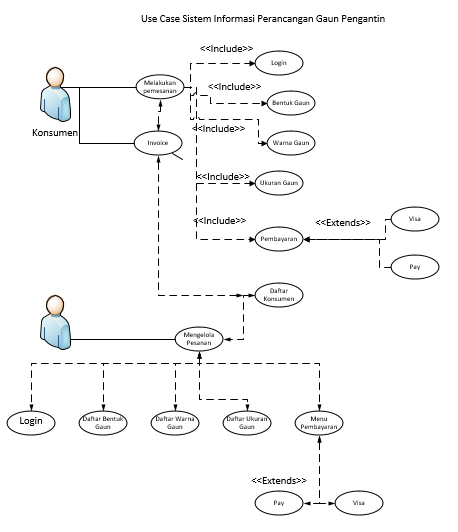 Use Case Sistem Informasi Perancangan Gaun Pengantin
<<Include>>
Login
Melakukan
pemesanan
<<Include>>
Bentuk Gaun
Konsumen
<<Include>>
Invoice
Warna Gaun
<<Include>>
Ukuran Gaun
<<Include>>
<<Extends>>
Visa
Pembayaran
Pay
Daftar
Konsumen
Mengelola
Pesanan
Login
Daftar Bentuk
Gaun
Daftar Warna
Gaun
Daftar Ukuran
Gaun
Menu
Pembayaran
<<Extends>>
Pay
Visa